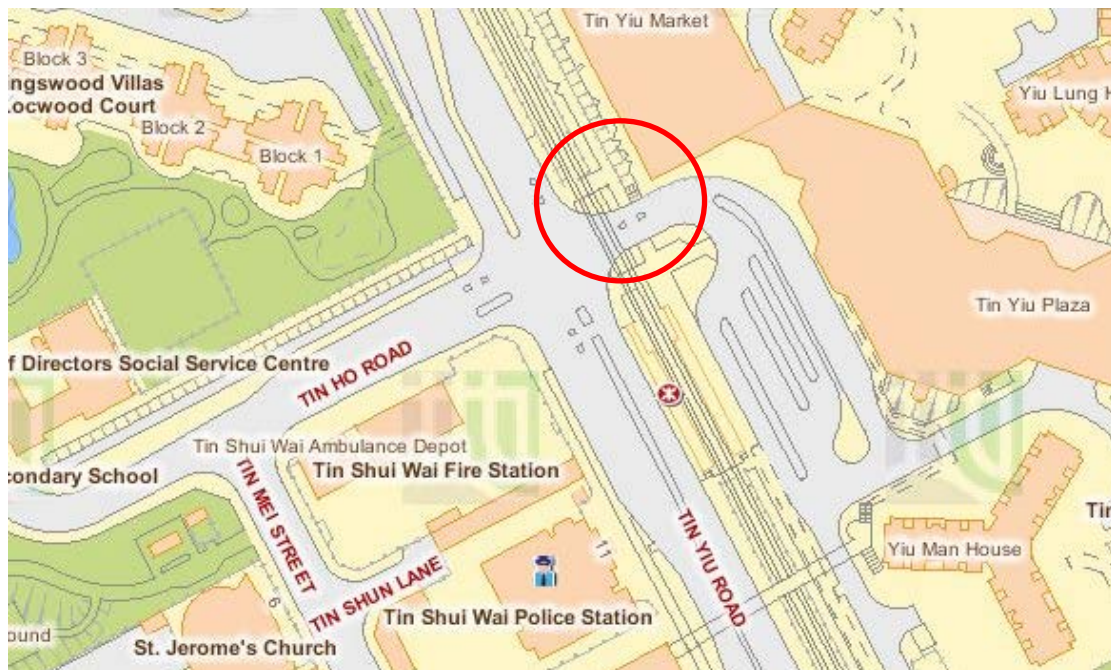 Tin Yiu Market
Block 3
ingswood Villas
Locwood Court
Block 2
Block 1
Yiu Lung H
Tin Yiu Plaza
f Directors Social Service Centre
TIN HO ROAD
Tin Shui Wai Ambulance Depot
Tin Shui Wai Fire Station
condary School
TIN MEI STREET
TIN SHUN LANE
TIN YIU ROAD
11
Tin
Yiu Man House
6
Tin Shui Wai Police Station
ound
St. Jerome's Church